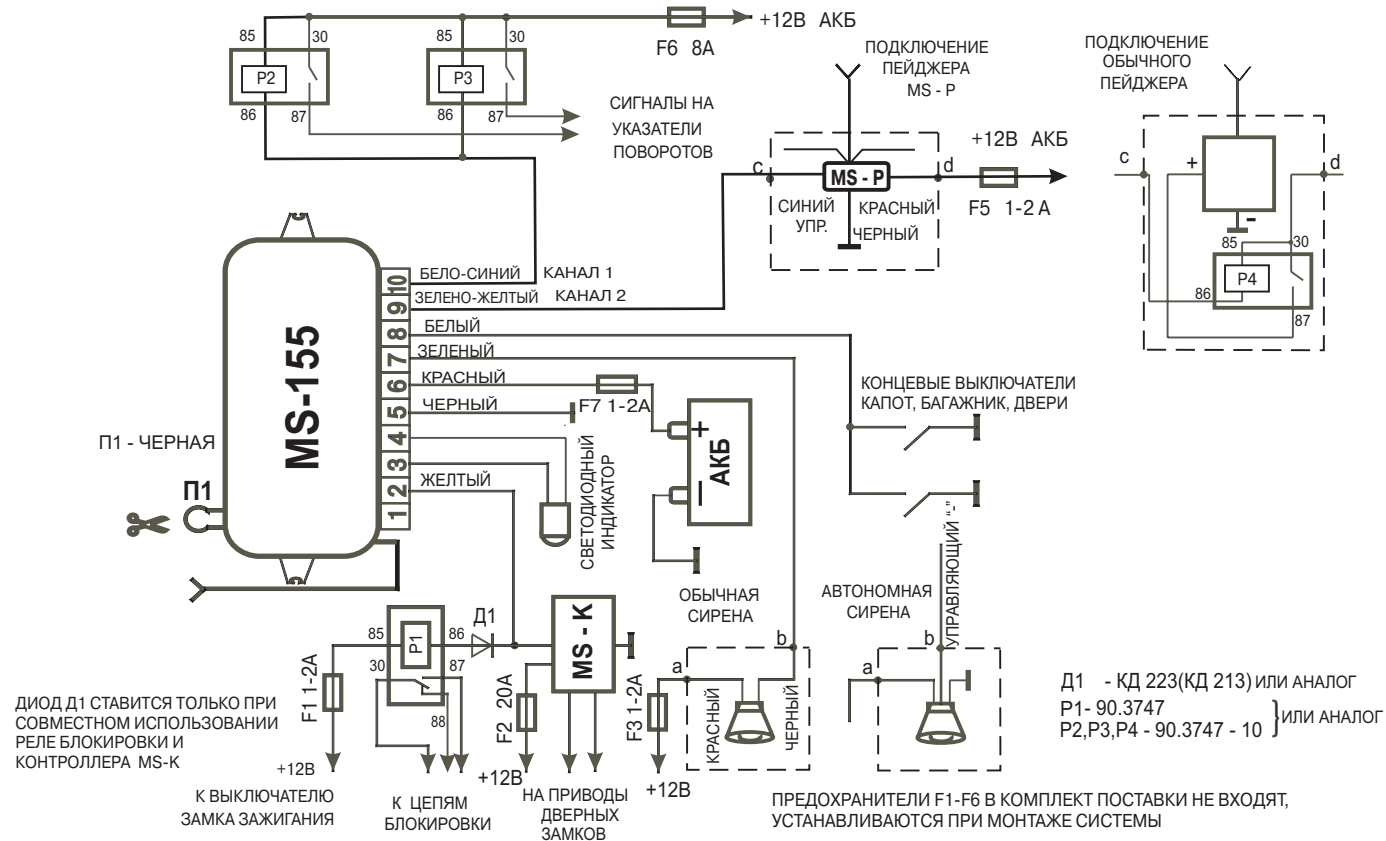 +12В АКБ
F6 8А
85
30
85
30
P2
P3
86
87
86
87
СИГНАЛЫ НА
УКАЗАТЕЛИ
ПОВОРОТОВ
ПОДКЛЮЧЕНИЕ
ПЕЙДЖЕРА
MS - P
ПОДКЛЮЧЕНИЕ
ОБЫЧНОГО
ПЕЙДЖЕРА
+12В АКБ
c
MS - P
d
СИНИЙ
УПР.
КРАСНЫЙ
ЧЕРНЫЙ
F5 1-2 А
c
+
d
-
85
30
P4
86
87
MS-155
10
БЕЛО-СИНИЙ КАНАЛ 1
9
ЗЕЛЕНО-ЖЕЛТЫЙ КАНАЛ 2
8
БЕЛЫЙ
7
ЗЕЛЕНЫЙ
6
КРАСНЫЙ
5
ЧЕРНЫЙ
4
3
2
ЖЕЛТЫЙ
1
F7 1-2А
П1 - ЧЕРНАЯ
П1
СВЕТОДИОДНЫЙ
ИНДИКАТОР
+
АКБ
–
КОНЦЕВЫЕ ВЫКЛЮЧАТЕЛИ
КАПОТ, БАГАЖНИК, ДВЕРИ
ОБЫЧНАЯ
СИРЕНА
АВТОНОМНАЯ
СИРЕНА
УПРАВЛЯЮЩИЙ “-”
85
P1
86
Д1
30
87
88
MS - K
F1 1-2А
F2 20А
F3 1-2А
a
b
КРАСНЫЙ
ЧЕРНЫЙ
a
b
ДИОД Д1 СТАВИТСЯ ТОЛЬКО ПРИ
СОВМЕСТНОМ ИСПОЛЬЗОВАНИИ
РЕЛЕ БЛОКИРОВКИ И
КОНТРОЛЛЕРА MS-K
+12В
К ВЫКЛЮЧАТЕЛЮ
ЗАМКА ЗАЖИГАНИЯ
К ЦЕПЯМ
БЛОКИРОВКИ
+12В
НА ПРИВОДЫ
ДВЕРНЫХ
ЗАМКОВ
+12В
Д1 - КД 223(КД 213) ИЛИ АНАЛОГ
P1- 90.3747
P2,P3,P4 - 90.3747 - 10 } ИЛИ АНАЛОГ
ПРЕДОХРАНИТЕЛИ F1-F6 В КОМПЛЕКТ ПОСТАВКИ НЕ ВХОДЯТ,
УСТАНАВЛИВАЮТСЯ ПРИ МОНТАЖЕ СИСТЕМЫ